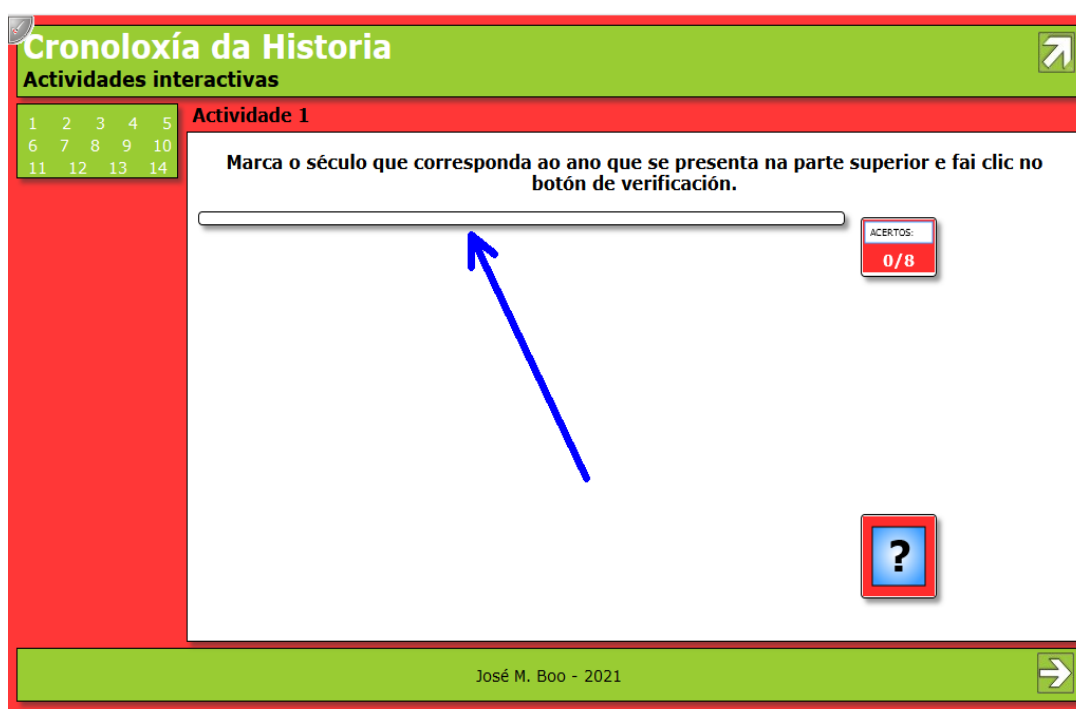 Cronoloxía da Historia
Actividades interactivas
1 2 3 4 5
6 7 8 9 10
11 12 13 14
Actividade 1
Marca o século que corresponda ao ano que se presenta na parte superior e fai clic no
botón de verificación.
ACERTOS:
0/8
?
José M. Boo - 2021